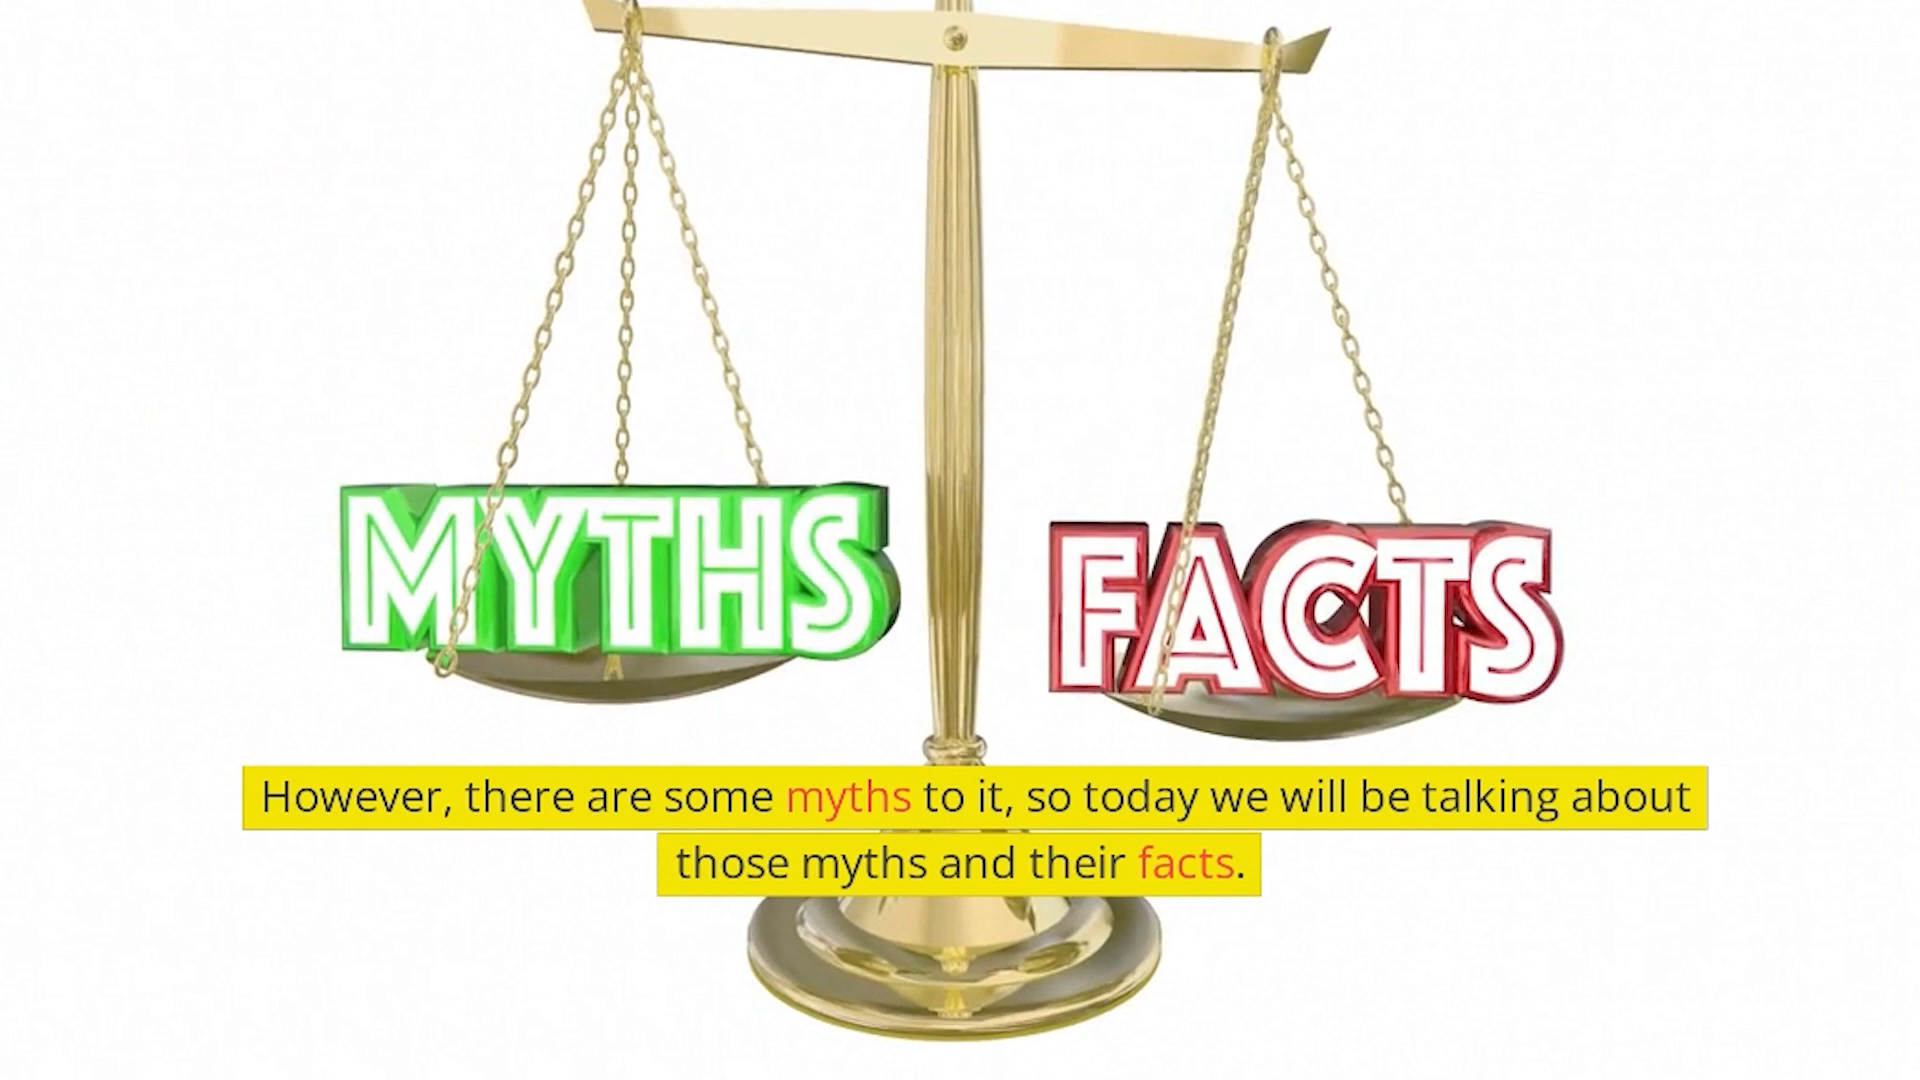 MYTHS
FACTS
However, there are some myths to it, so today we will be talking about
those myths and their facts.